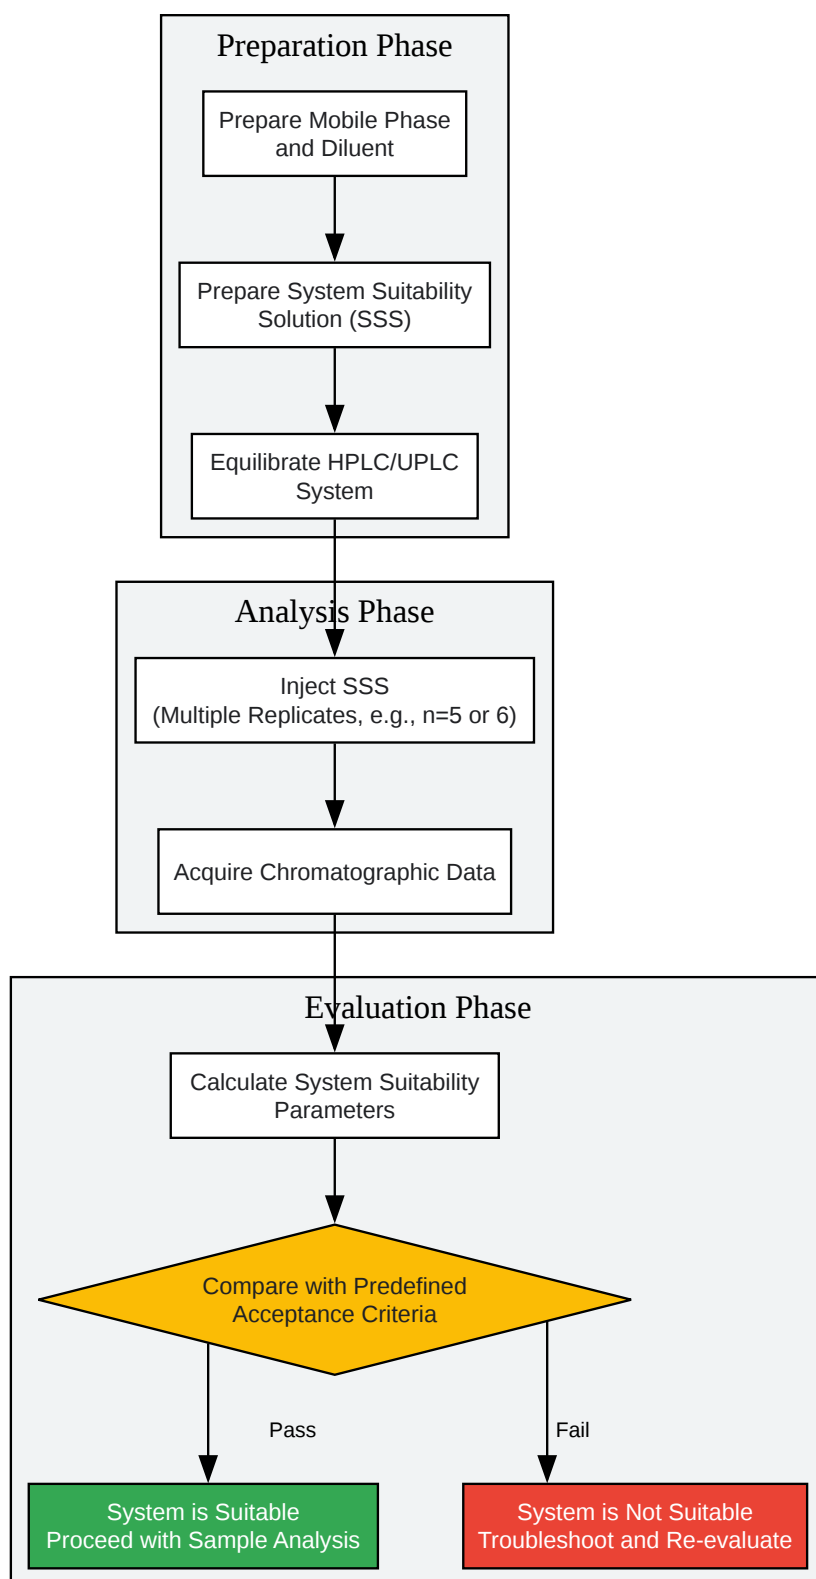 Preparation Phase
Prepare Mobile Phase
and Diluent
Prepare System Suitability
Solution (SSS)
Equilibrate HPLC/UPLC
System
Analysis Phase
Inject SSS
(Multiple Replicates, e.g., n=5 or 6)
Acquire Chromatographic Data
Evaluation Phase
Calculate System Suitability
Parameters
Compare with Predefined
Acceptance Criteria
Pass
Fail
System is Suitable
Proceed with Sample Analysis
System is Not Suitable
Troubleshoot and Re-evaluate